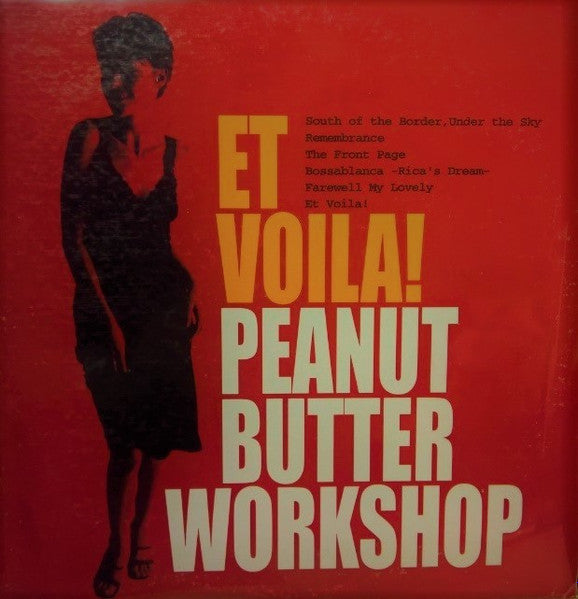 South of the Border,Under the Sky
Remembrance
The Front Page
Bossablanca -Rica's Dream-
Farewell My Lovely
Et Voila!
ET
VOILA!
PEANUT
BUTTER
WORKSHOP